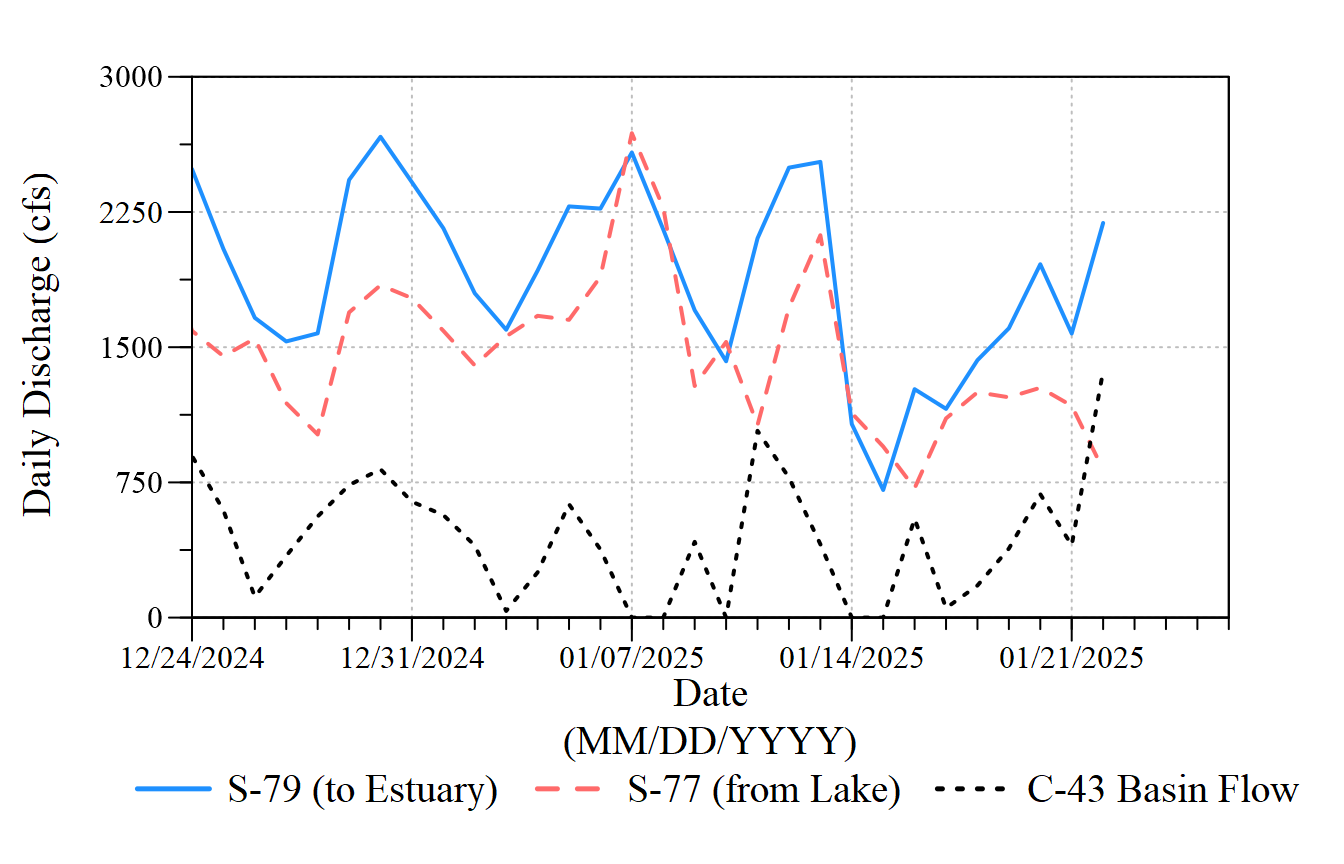 3000
2250
1500
750
0
Daily Discharge (cfs)
12/24/2024 12/31/2024 01/07/2025 01/14/2025 01/21/2025
Date
(MM/DD/YYYY)
S-79 (to Estuary) S-77 (from Lake) C-43 Basin Flow